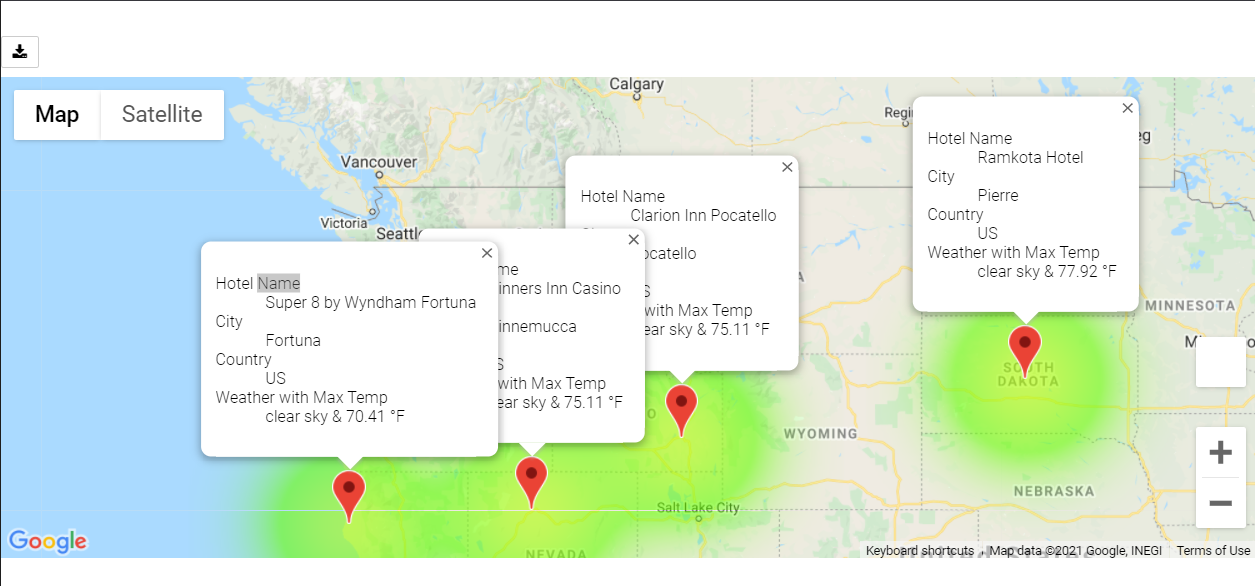 Map
Satellite
Calgary
Vancouver
Victoria
Hotel Name
Ramkota Hotel
City
Pierre
Country
US
Weather with Max Temp
clear sky & 77.92 °F
Hotel Name
Clarion Inn Pocatello
ocatello
S
with Max Temp
ear sky & 75.11 °F
me
inners Inn Casino
innemucca
S
with Max Temp
ear sky & 75.11 °F
Hotel Name
Super 8 by Wyndham Fortuna
City
Fortuna
Country
US
Weather with Max Temp
clear sky & 70.41 °F
Regi
eg
Seattl
MINNESOTA
SOUTH
DAKOTA
WYOMING
NEBRASKA
Salt Lake City
NEVADA
United States
Google
Keyboard shortcuts
Map data ©2021 Google, INEGI
Terms of Use